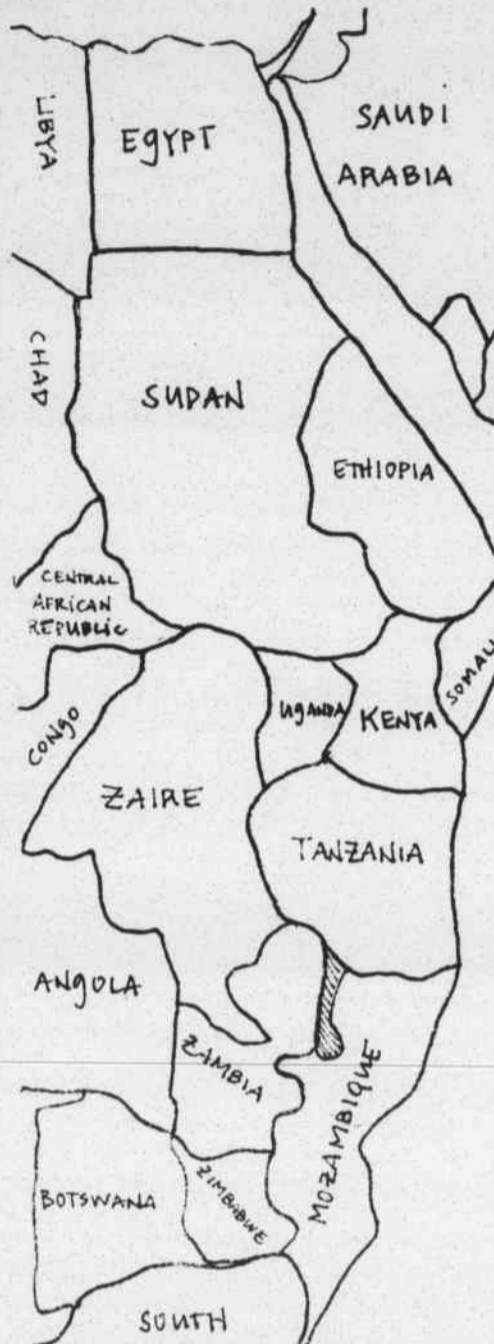 LIBYA
EgYPT
SAUDI
ARABIA
CHAD
SUDAN
ETHIOPIA
CENTRAL
AFRICAN
REPUBLIC
CONgO
UgANDA
KENYA
SOMALI
ZAIRE
TANZANIA
ANgOLA
ZAMBIA
MOZAMBIQUE
BOTSWANA
ZIMBABWE
SOUTH